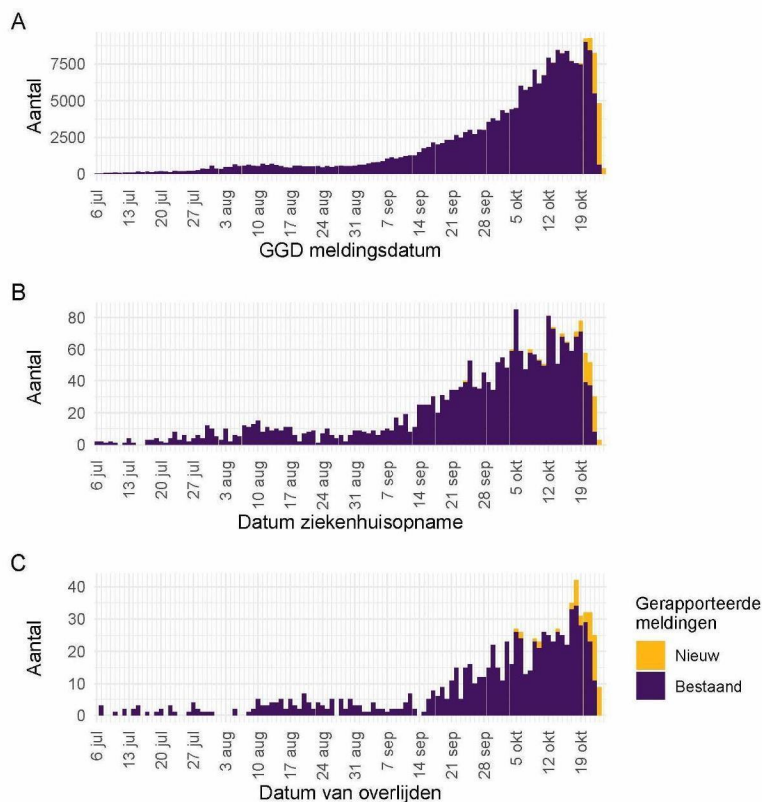 A
Aantal
7500
5000
2500
0
6 jul
13 jul
20 jul
27 jul
3 aug
10 aug
17 aug
24 aug
31 aug
7 sep
14 sep
21 sep
28 sep
5 okt
12 okt
19 okt
GGD meldingsdatum
B
Aantal
80
60
40
20
0
6 jul
13 jul
20 jul
27 jul
3 aug
10 aug
17 aug
24 aug
31 aug
7 sep
14 sep
21 sep
28 sep
5 okt
12 okt
19 okt
Datum ziekenhuisopname
C
Aantal
40
30
20
10
0
6 jul
13 jul
20 jul
27 jul
3 aug
10 aug
17 aug
24 aug
31 aug
7 sep
14 sep
21 sep
28 sep
5 okt
12 okt
19 okt
Datum van overlijden
Gerapporteerde
meldingen
Nieuw
Bestaand